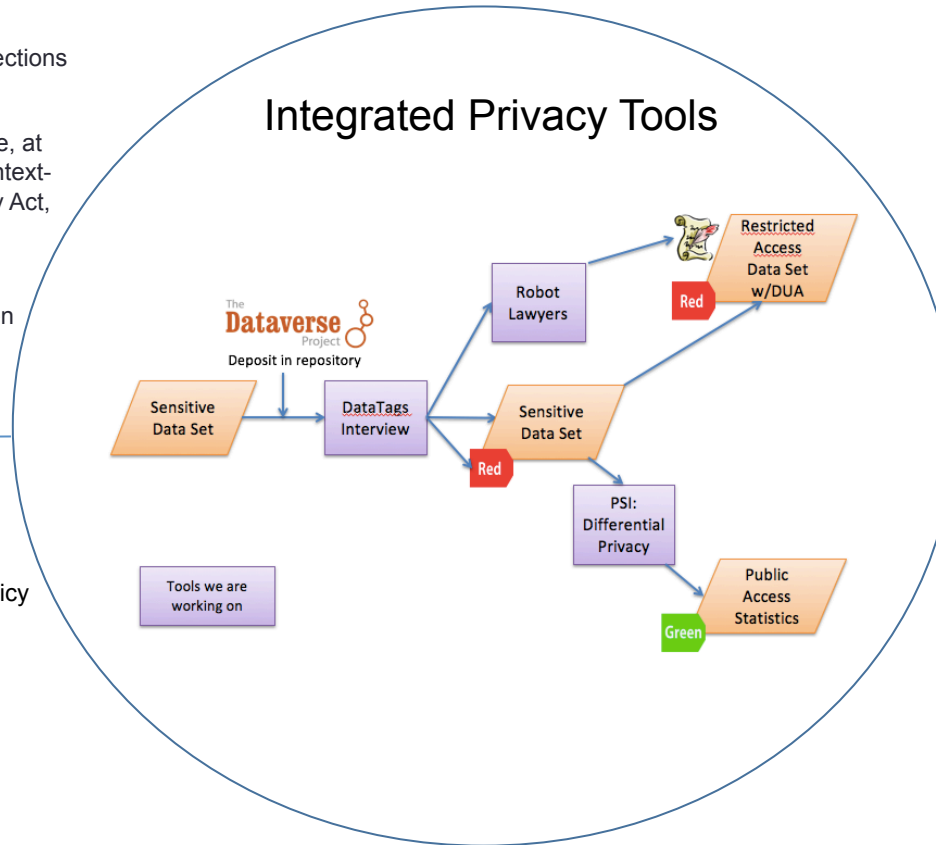 ections
e, at
ntext-
y Act,
n
icy
Integrated Privacy Tools
The
Dataverse
Project
Deposit in repository
Sensitive
Data Set
DataTags
Interview
Robot
Lawyers
Restricted
Access
Data Set
w/DUA
Red
Sensitive
Data Set
Red
PSI:
Differential
Privacy
Public
Access
Statistics
Green
Tools we are
working on